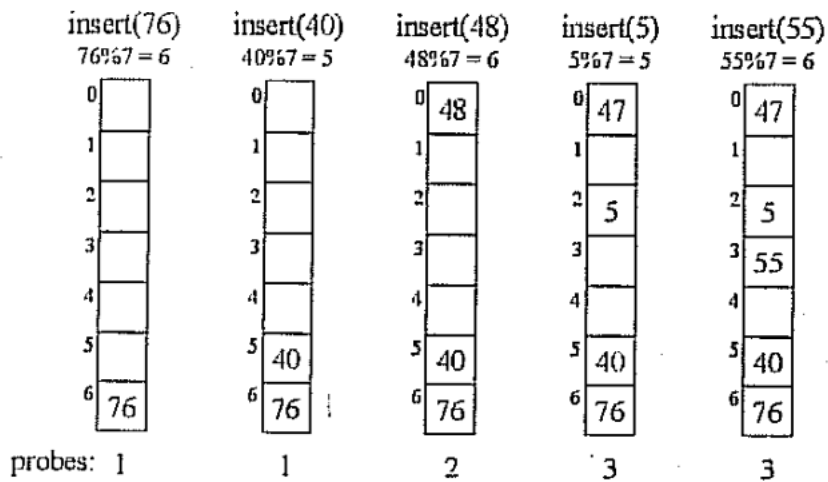 insert(76) insert(40) insert(48) insert(5) insert(55)
76%7 = 6 40%7 = 5 48%7 = 6 5%7 = 5 55%7 = 6
0 0 0 48 0 47 0 47
1 1 1 1 1
2 2 2 2 5 2 5
3 3 3 3 3 55
4 4 4 4 4
5 5 40 5 40 5 40 5 40
6 76 6 76 6 76 6 76 6 76
probes: 1 1 2 3 3